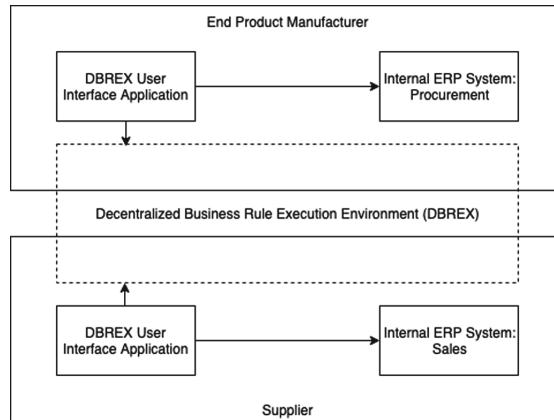 End Product Manufacturer
DBREX User
Interface Application
Internal ERP System:
Procurement
Decentralized Business Rule Execution Environment (DBREX)
DBREX User
Interface Application
Internal ERP System:
Sales
Supplier